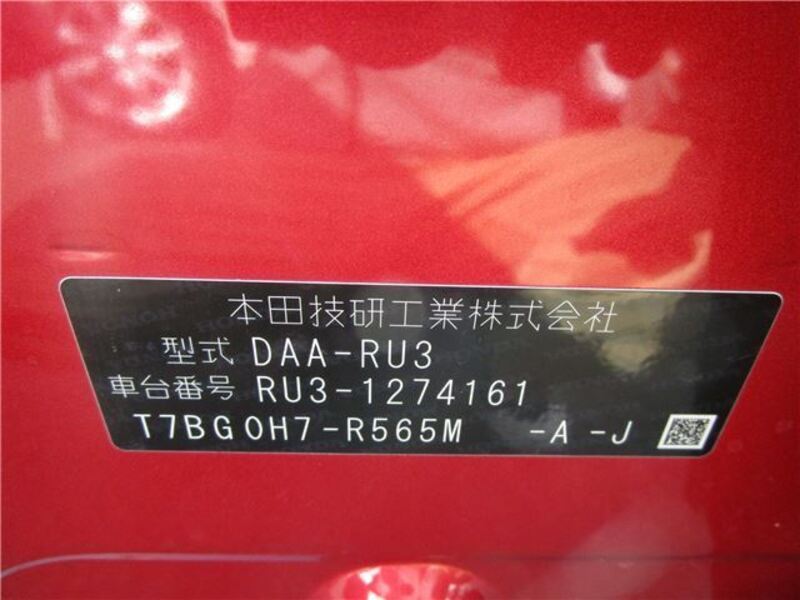 本田技研工業株式会社
型式 DAA-RU3
車台番号 RU3-1274161
T7BG0H7-R565M -A -J